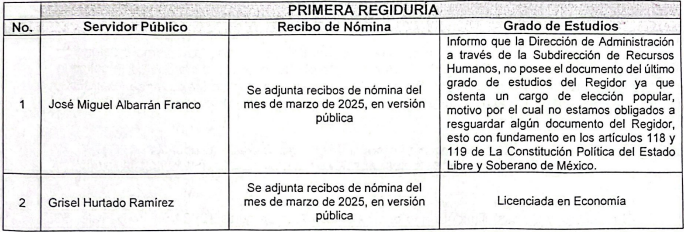 PRIMERA REGIDURÍA
No. Servidor Público Recibo de Nómina Grado de Estudios
1
José Miguel Albarrán Franco
Se adjunta recibos de nómina del
mes de marzo de 2025, en versión
pública
Informo que la Dirección de Administración
a través de la Subdirección de Recursos
Humanos, no posee el documento del último
grado de estudios del Regidor ya que
ostenta un cargo de elección popular,
motivo por el cual no estamos obligados a
resguardar algún documento del Regidor,
esto con fundamento en los artículos 118 y
119 de La Constitución Política del Estado
Libre y Soberano de México.
2
Grisel Hurtado Ramírez
Se adjunta recibos de nómina del
mes de marzo de 2025, en versión
pública
Licenciada en Economía